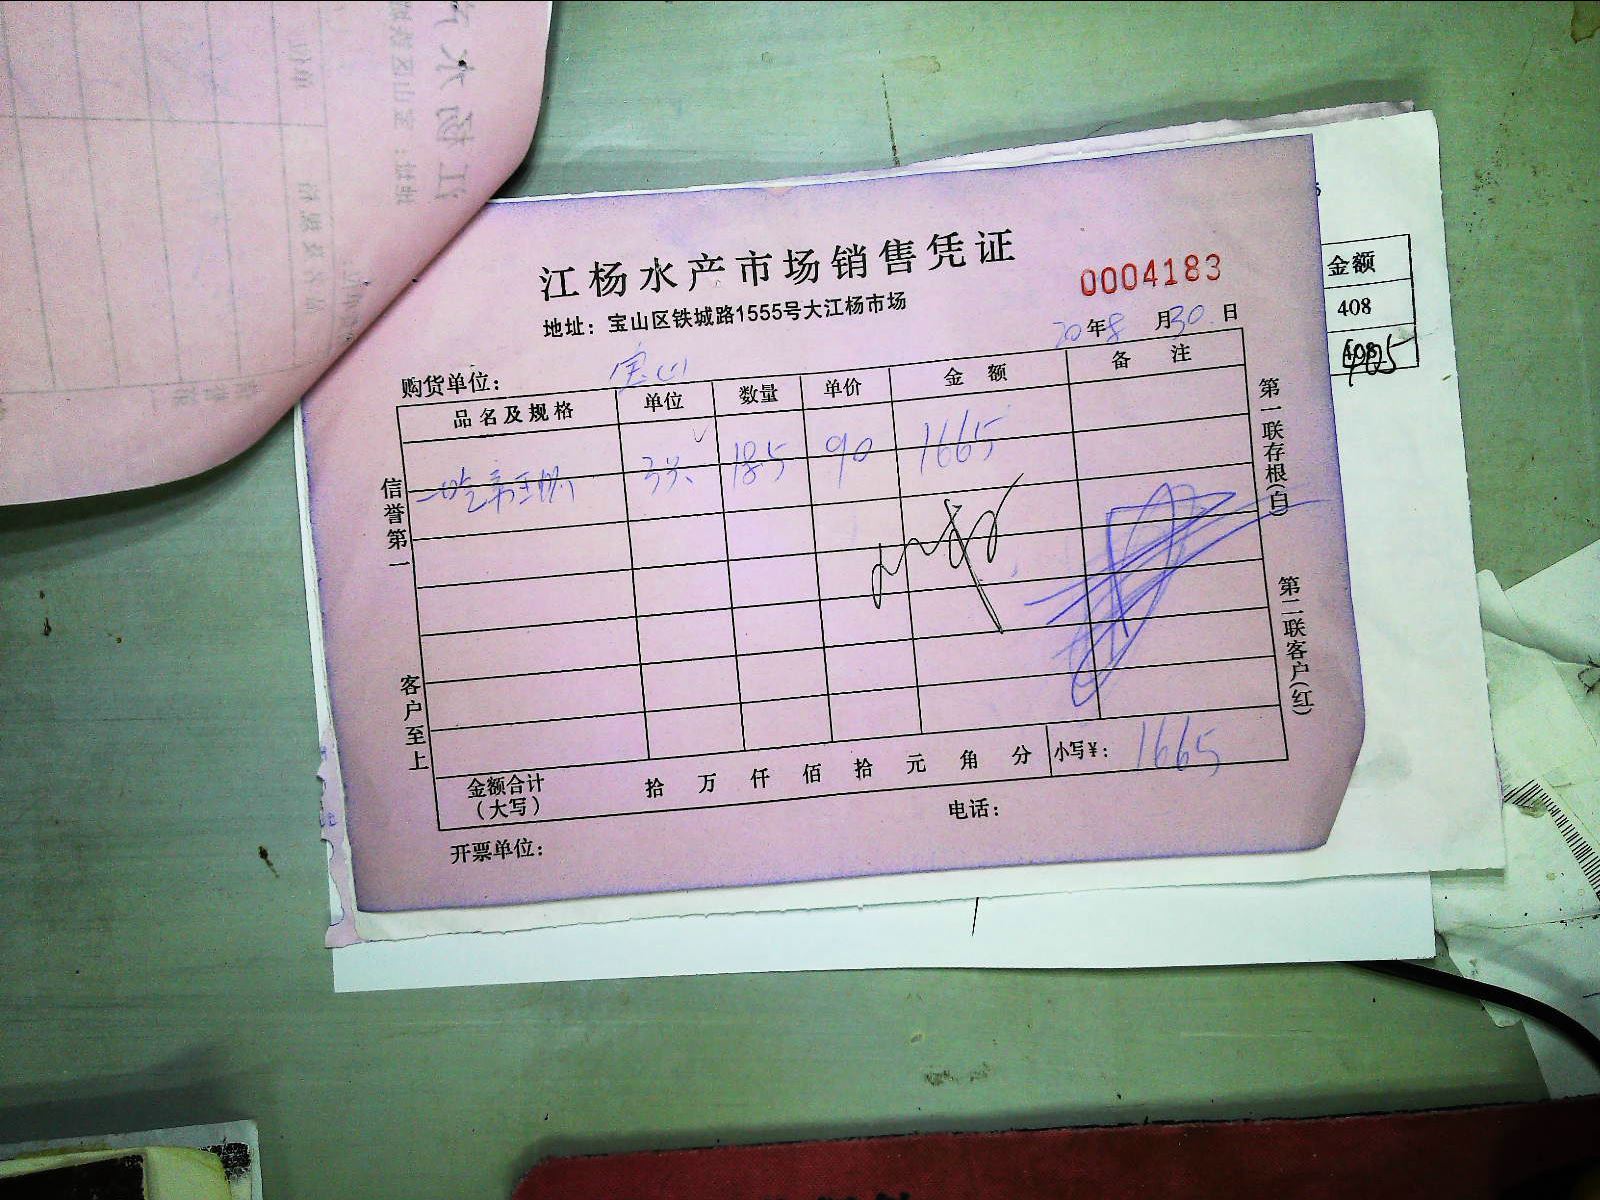 江杨水产市场销售凭证
0004183
地址：宝山区铁城路1555号大江杨市场
20年8月30日
购货单位：宝山
品名及规格 单位 数量 单价 金额 备注
18.5 90 1665
金额合计（大写） 拾 万 仟 佰 拾 元 角 分 小写￥：1665
开票单位： 电话：
信誉第一
客户至上
第一联存根(白)
第二联客户(红)
金额
408